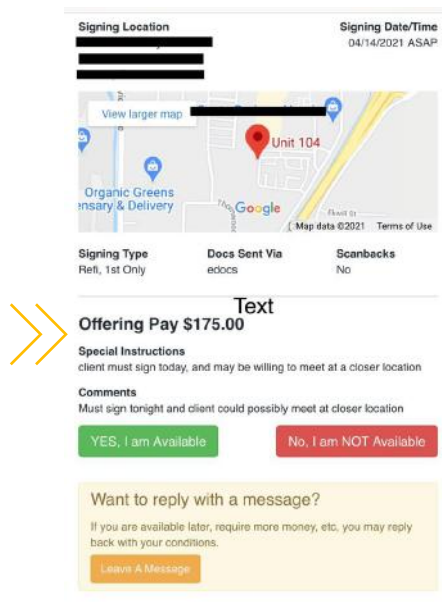 Signing Location
Signing Date/Time
04/14/2021 ASAP
View larger map
Unit 104
Organic Greens
ensary & Delivery
Google
Map data ©2021 Terms of Use
Signing Type
Docs Sent Via
Scanbacks
Refi, 1st Only
edocs
No
Text
Offering Pay $175.00
Special Instructions
client must sign today, and may be willing to meet at a closer location
Comments
Must sign tonight and client could possibly meet at closer location
YES, I am Available
No, I am NOT Available
Want to reply with a message?
If you are available later, require more money, etc, you may reply
back with your conditions.
Leave A Message